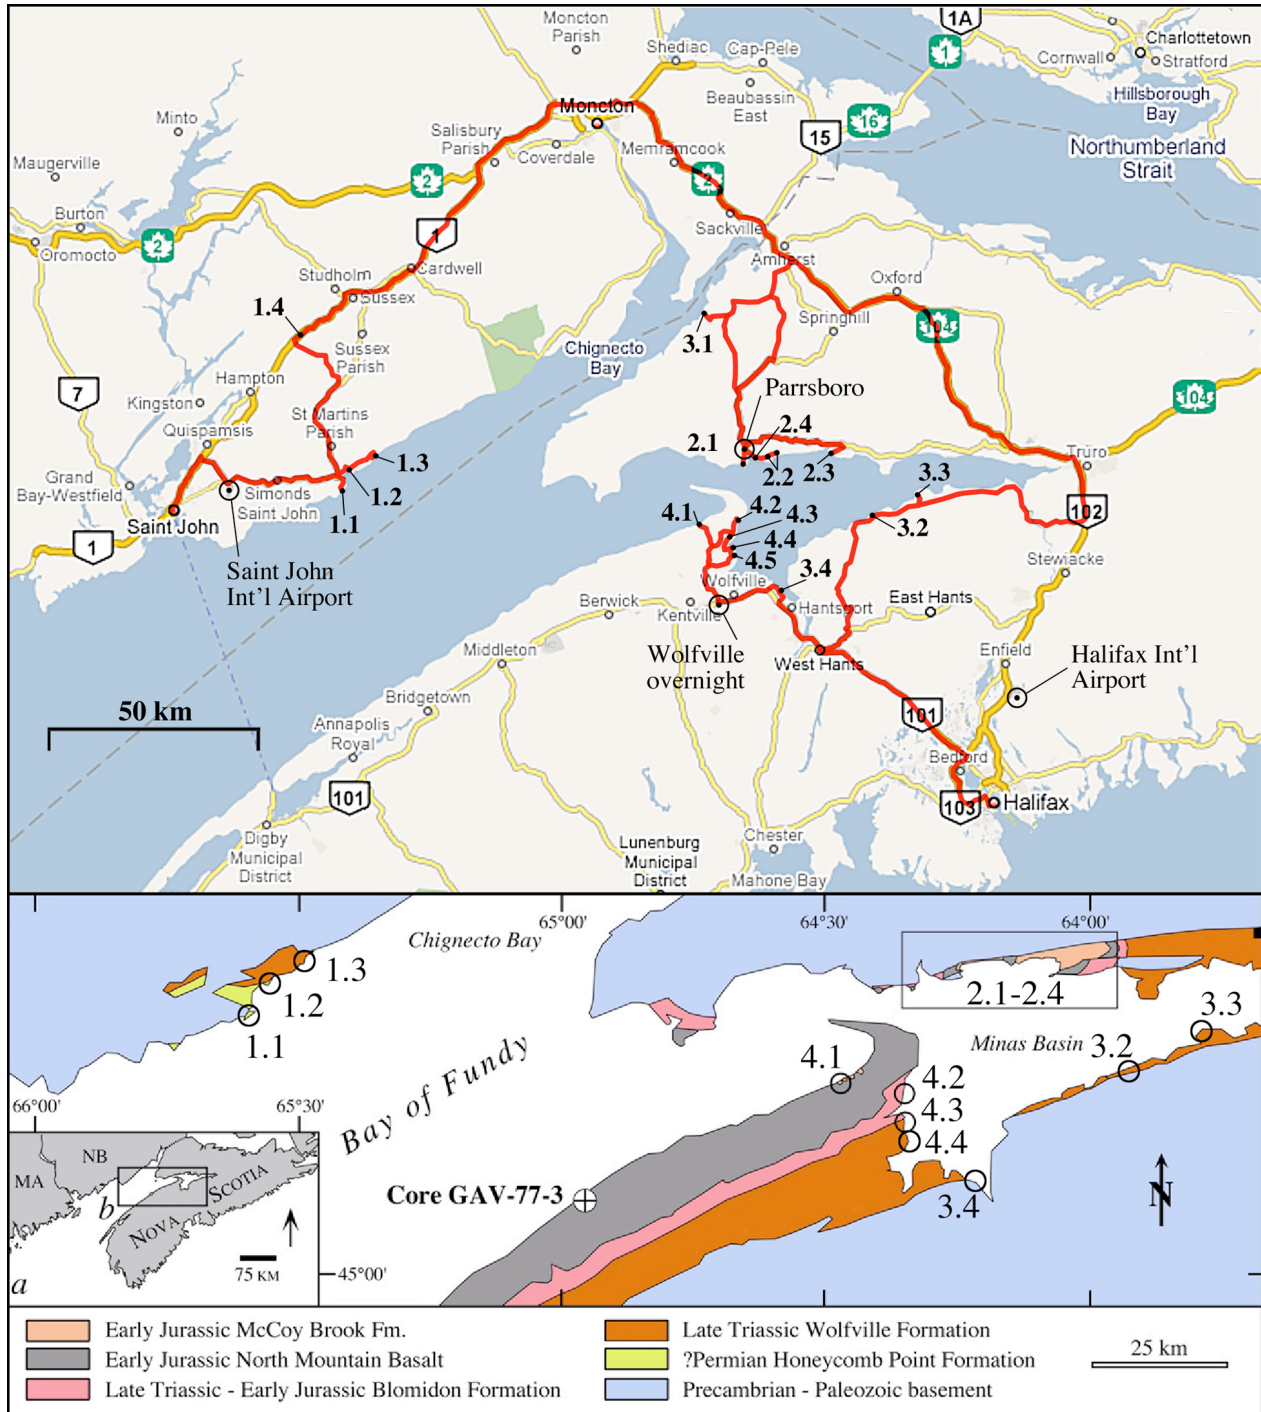 Moncton
Parish
1A
Charlottetown
Shediac
Cap-Pele
1
Cornwall
Stratford
Hillsborough
Bay
Beaubassin
East
Moncton
Minto
16
Salisbury
Parish
15
Coverdale
Memramcook
Northumberland
Strait
Maugerville
2
2
Burton
Sackville
Oromocto
2
1
Amherst
Cardwell
Studholm
Sussex
Oxford
1.4
Springhill
104
3.1
Sussex
Parish
Chignecto
Bay
Hampton
7
Parrsboro
Kingston
104
St Martins
Parish
2.4
Quispamsis
2.1
Truro
1.3
2.2
2.3
Grand
Bay-Westfield
Simonds
Saint John
1.2
3.3
1.1
4.1
4.2
4.3
102
Saint John
3.2
4.4
1
4.5
Stewiacke
Saint John
Int'l Airport
3.4
Wolfville
Berwick
Kentville
Hantsport
East Hants
Middleton
Wolfville
overnight
West Hants
Enfield
Halifax Int'l
Airport
Bridgetown
50 km
Annapolis
Royal
101
Bedford
101
103
Halifax
Digby
Municipal
District
Lunenburg
Municipal
District
Chester
Mahone Bay
65°00'
64°30'
64°00'
Chignecto Bay
1.3
1.2
2.1-2.4
1.1
3.3
Minas Basin
3.2
4.1
Bay of Fundy
4.2
66°00'
65°30'
4.3
4.4
NB
MA
b
NOVA
SCOTIA
Core GAV-77-3
3.4
N
75 KM
a
45°00'
Early Jurassic McCoy Brook Fm.
Late Triassic Wolfville Formation
Early Jurassic North Mountain Basalt
?Permian Honeycomb Point Formation
25 km
Late Triassic - Early Jurassic Blomidon Formation
Precambrian - Paleozoic basement